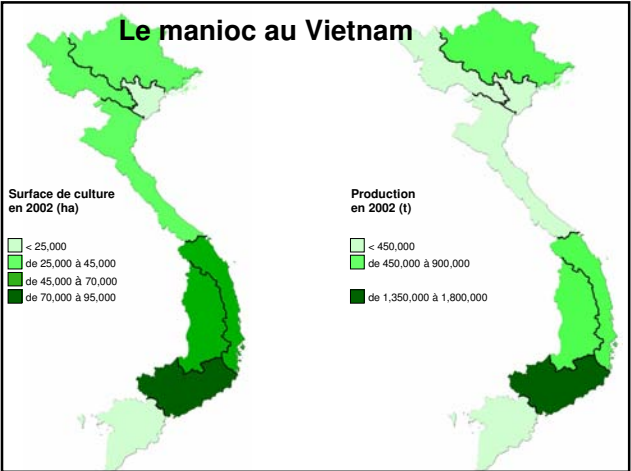 Le manioc au Vietnam
Surface de culture
en 2002 (ha)
< 25,000
de 25,000 à 45,000
de 45,000 à 70,000
de 70,000 à 95,000
Production
en 2002 (t)
< 450,000
de 450,000 à 900,000
de 1,350,000 à 1,800,000